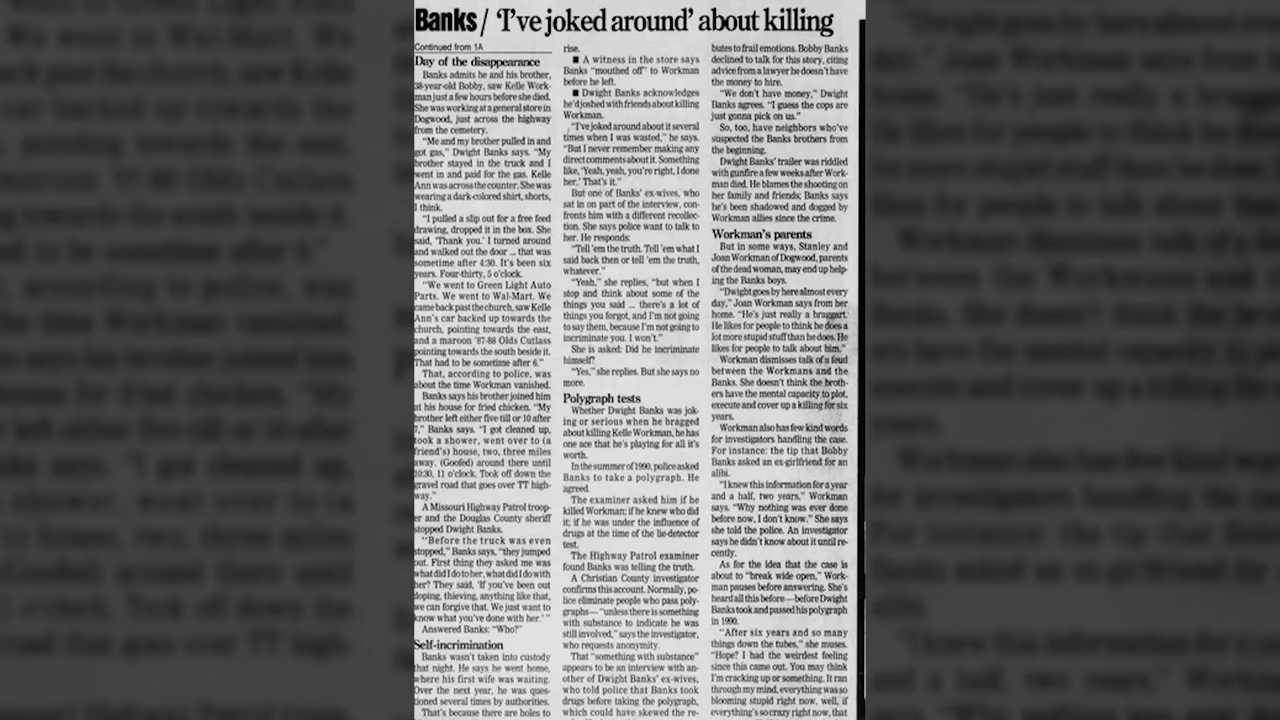 Banks / 'I've joked around' about killing
Continued from 1A
Day of the disappearance
Banks admits he and his brother,
38-year-old Bobby, saw Kelle Work-
man just a few hours before she died.
She was working at a general store in
Dogwood, just across the highway
from the cemetery.
"Me and my brother pulled in and
got gas," Dwight Banks says. "My
brother stayed in the truck and I
went in and paid for the gas. Kelle
Ann was across the counter. She was
wearing a dark-colored shirt, shorts,
I think.
"I pulled a slip out for a free feed
drawing, dropped it in the box. She
said, 'Thank you.' I turned around
and walked out the door ... that was
sometime after 4:30. It's been six
years. Four-thirty, 5 o'clock.
"We went to Green Light Auto
Parts. We went to Wal-Mart. We
came back past the church, saw Kelle
Ann's car backed up towards the
church, pointing towards the east,
and a maroon '87-88 Olds Cutlass
pointing towards the south beside it.
That had to be sometime after 6."
That, according to police, was
about the time Workman vanished.
Banks says his brother joined him
at his house for fried chicken. "My
brother left either five till or 10 after
7," Banks says. "I got cleaned up,
took a shower, went over to (a
friend's) house, two, three miles
away. (Goofed) around there until
10:30, 11 o'clock. Took off down the
gravel road that goes over TT high-
way."
A Missouri Highway Patrol troop-
er and the Douglas County sheriff
stopped Dwight Banks.
"Before the truck was even
stopped," Banks says, "they jumped
out. First thing they asked me was
what did I do to her, what did I do with
her? They said, 'If you've been out
doping, thieving, anything like that,
we can forgive that. We just want to
know what you've done with her.' "
Answered Banks: "Who?"
Self-incrimination
Banks wasn't taken into custody
that night. He says he went home,
where his first wife was waiting.
Over the next year, he was ques-
tioned several times by authorities.
That's because there are holes to
rise.
■ A witness in the store says
Banks "mouthed off" to Workman
before he left.
■ Dwight Banks acknowledges
he'd joshed with friends about killing
Workman.
"I've joked around about it several
times when I was wasted," he says.
"But I never remember making any
direct comments about it. Something
like, 'Yeah, yeah, you're right, I done
her.' That's it."
But one of Banks' ex-wives, who
sat in on part of the interview, con-
fronts him with a different recollec-
tion. She says police want to talk to
her. He responds:
"Tell 'em the truth. Tell 'em what I
said back then or tell 'em the truth,
whatever."
"Yeah," she replies, "but when I
stop and think about some of the
things you said ... there's a lot of
things you forgot, and I'm not going
to say them, because I'm not going to
incriminate you. I won't."
She is asked: Did he incriminate
himself?
"Yes," she replies. But she says no
more.
Polygraph tests
Whether Dwight Banks was jok-
ing or serious when he bragged
about killing Kelle Workman, he has
one ace that he's playing for all it's
worth.
In the summer of 1990, police asked
Banks to take a polygraph. He
agreed.
The examiner asked him if he
killed Workman; if he knew who did
it; if he was under the influence of
drugs at the time of the lie-detector
test.
The Highway Patrol examiner
found Banks was telling the truth.
A Christian County investigator
confirms this account. Normally, po-
lice eliminate people who pass poly-
graphs — "unless there is something
with substance to indicate he was
still involved," says the investigator,
who requests anonymity.
That "something with substance"
appears to be an interview with an-
other of Dwight Banks' ex-wives,
who told police that Banks took
drugs before taking the polygraph,
which could have skewed the re-
butes to frail emotions. Bobby Banks
declined to talk for this story, citing
advice from a lawyer he doesn't have
the money to hire.
"We don't have money," Dwight
Banks agrees. "I guess the cops are
just gonna pick on us."
So, too, have neighbors who've
suspected the Banks brothers from
the beginning.
Dwight Banks' trailer was riddled
with gunfire a few weeks after Work-
man died. He blames the shooting on
her family and friends; Banks says
he's been shadowed and dogged by
Workman allies since the crime.
Workman's parents
But in some ways, Stanley and
Joan Workman of Dogwood, parents
of the dead woman, may end up help-
ing the Banks boys.
"Dwight goes by here almost every
day," Joan Workman says from her
home. "He's just really a braggart.
He likes for people to think he does a
lot more stupid stuff than he does. He
likes for people to talk about him."
Workman dismisses talk of a feud
between the Workmans and the
Banks. She doesn't think the broth-
ers have the mental capacity to plot,
execute and cover up a killing for six
years.
Workman also has few kind words
for investigators handling the case.
For instance: the tip that Bobby
Banks asked an ex-girlfriend for an
alibi.
"I knew this information for a year
and a half, two years," Workman
says. "Why nothing was ever done
before now, I don't know." She says
she told the police. An investigator
says he didn't know about it until re-
cently.
As for the idea that the case is
about to "break wide open," Work-
man pauses before answering. She's
heard all this before — before Dwight
Banks took and passed his polygraph
in 1990.
"After six years and so many
things down the tubes," she muses.
"Hope? I had the weirdest feeling
since this came out. You may think
I'm cracking up or something. It ran
through my mind, everything was so
blooming stupid right now, well, if
everything's so crazy right now, that